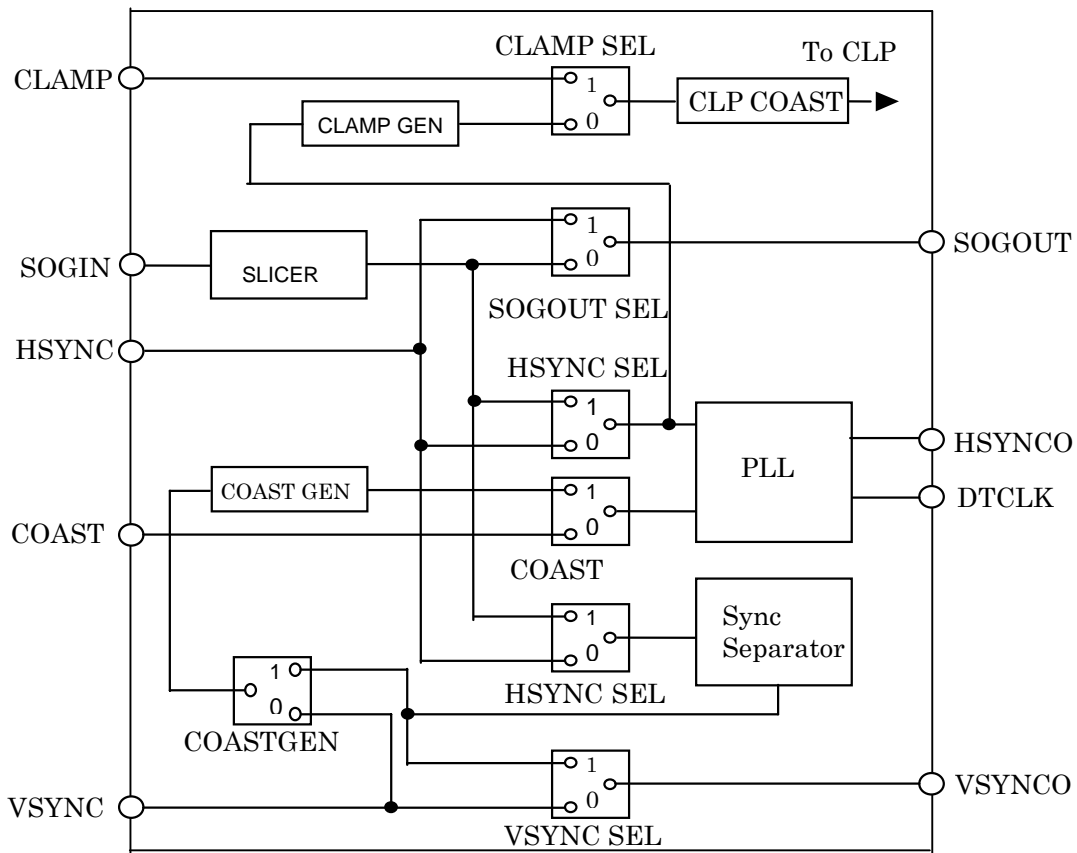 CLAMP SEL
To CLP
CLAMP
1
0
CLP COAST
CLAMP GEN
1
0
SOGOUT
SOGIN
SLICER
SOGOUT SEL
HSYNC
HSYNC SEL
1
0
PLL
HSYNCO
DTCLK
COAST GEN
1
0
COAST
COAST
1
0
Sync
Separator
HSYNC SEL
1
0
COASTGEN
1
0
VSYNC
VSYNCO
VSYNC SEL